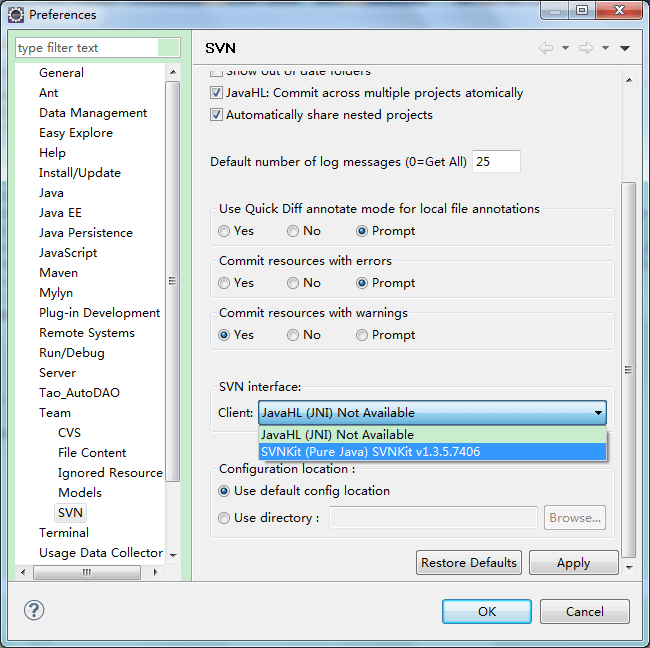 Preferences
type filter text
General
Ant
Data Management
Easy Explore
Help
Install/Update
Java
Java EE
Java Persistence
JavaScript
Maven
Mylyn
Plug-in Development
Remote Systems
Run/Debug
Server
Tao_AutoDAO
Team
CVS
File Content
Ignored Resource
Models
SVN
Terminal
Usage Data Collector
SVN
Show out of date folders
JavaHL: Commit across multiple projects atomically
Automatically share nested projects
Default number of log messages (0=Get All) 25
Use Quick Diff annotate mode for local file annotations
Yes No Prompt
Commit resources with errors
Yes No Prompt
Commit resources with warnings
Yes No Prompt
SVN interface:
Client: JavaHL (JNI) Not Available
JavaHL (JNI) Not Available
SVNKit (Pure Java) SVNKit v1.3.5.7406
Configuration location :
Use default config location
Use directory : Browse...
Restore Defaults Apply
? OK Cancel